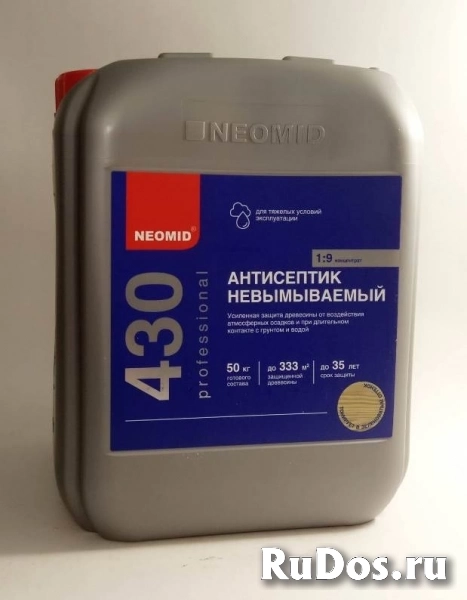 NEOMID
NEOMID®
430
professional
для тяжелых условий
эксплуатации
1:9 концентрат
АНТИСЕПТИК
НЕВЫМЫВАЕМЫЙ
Усиленная защита древесины от воздействия
атмосферных осадков и при длительном
контакте с грунтом и водой
50 кг
готового
состава
до 333 м²
защищенной
древесины
до 35 лет
срок защиты
RuDos.ru